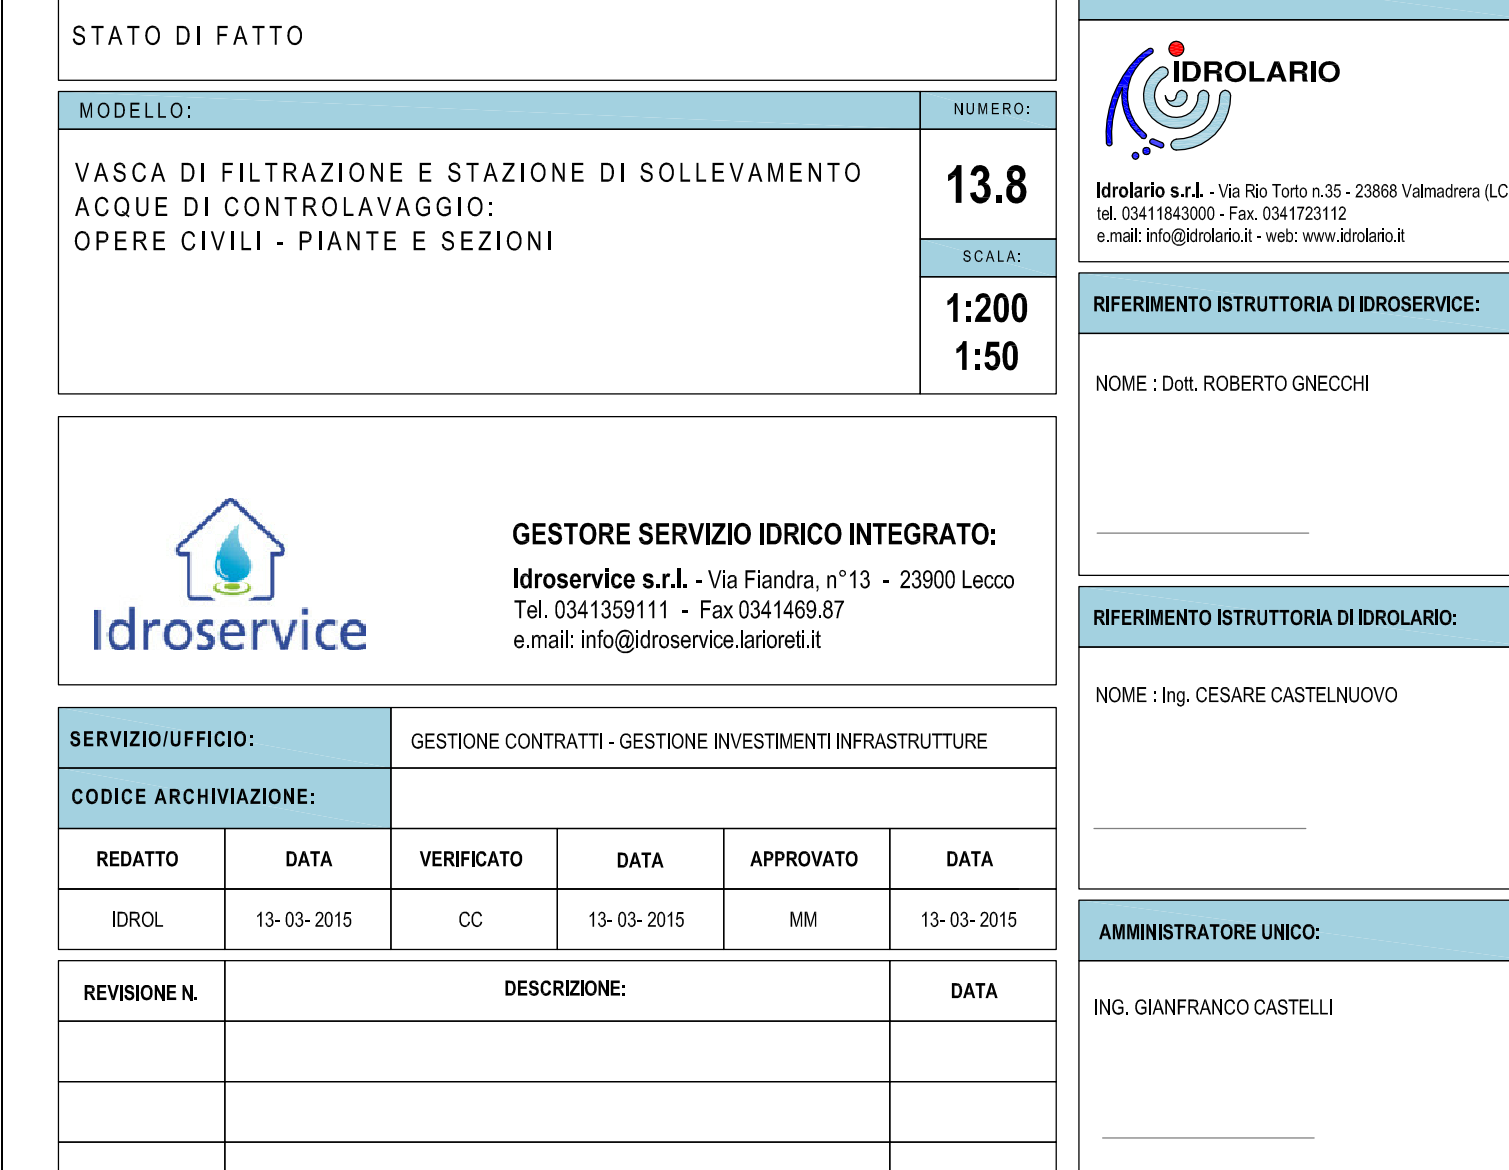 STATO DI FATTO
MODELLO:
NUMERO:
VASCA DI FILTRAZIONE E STAZIONE DI SOLLEVAMENTO
ACQUE DI CONTROLAVAGGIO:
OPERE CIVILI - PIANTE E SEZIONI
13.8
SCALA:
1:200
1:50
Idroservice
GESTORE SERVIZIO IDRICO INTEGRATO:
Idroservice s.r.l. - Via Fiandra, n°13 - 23900 Lecco
Tel. 0341359111 - Fax 0341469.87
e.mail: info@idroservice.larioreti.it
SERVIZIO/UFFICIO:
GESTIONE CONTRATTI - GESTIONE INVESTIMENTI INFRASTRUTTURE
CODICE ARCHIVIAZIONE:
REDATTO DATA VERIFICATO DATA APPROVATO DATA
IDROL 13- 03- 2015 CC 13- 03- 2015 MM 13- 03- 2015
REVISIONE N. DESCRIZIONE: DATA
IDROLARIO
Idrolario s.r.l. - Via Rio Torto n.35 - 23868 Valmadrera (LC
tel. 03411843000 - Fax. 0341723112
e.mail: info@idrolario.it - web: www.idrolario.it
RIFERIMENTO ISTRUTTORIA DI IDROSERVICE:
NOME : Dott. ROBERTO GNECCHI
RIFERIMENTO ISTRUTTORIA DI IDROLARIO:
NOME : Ing. CESARE CASTELNUOVO
AMMINISTRATORE UNICO:
ING. GIANFRANCO CASTELLI